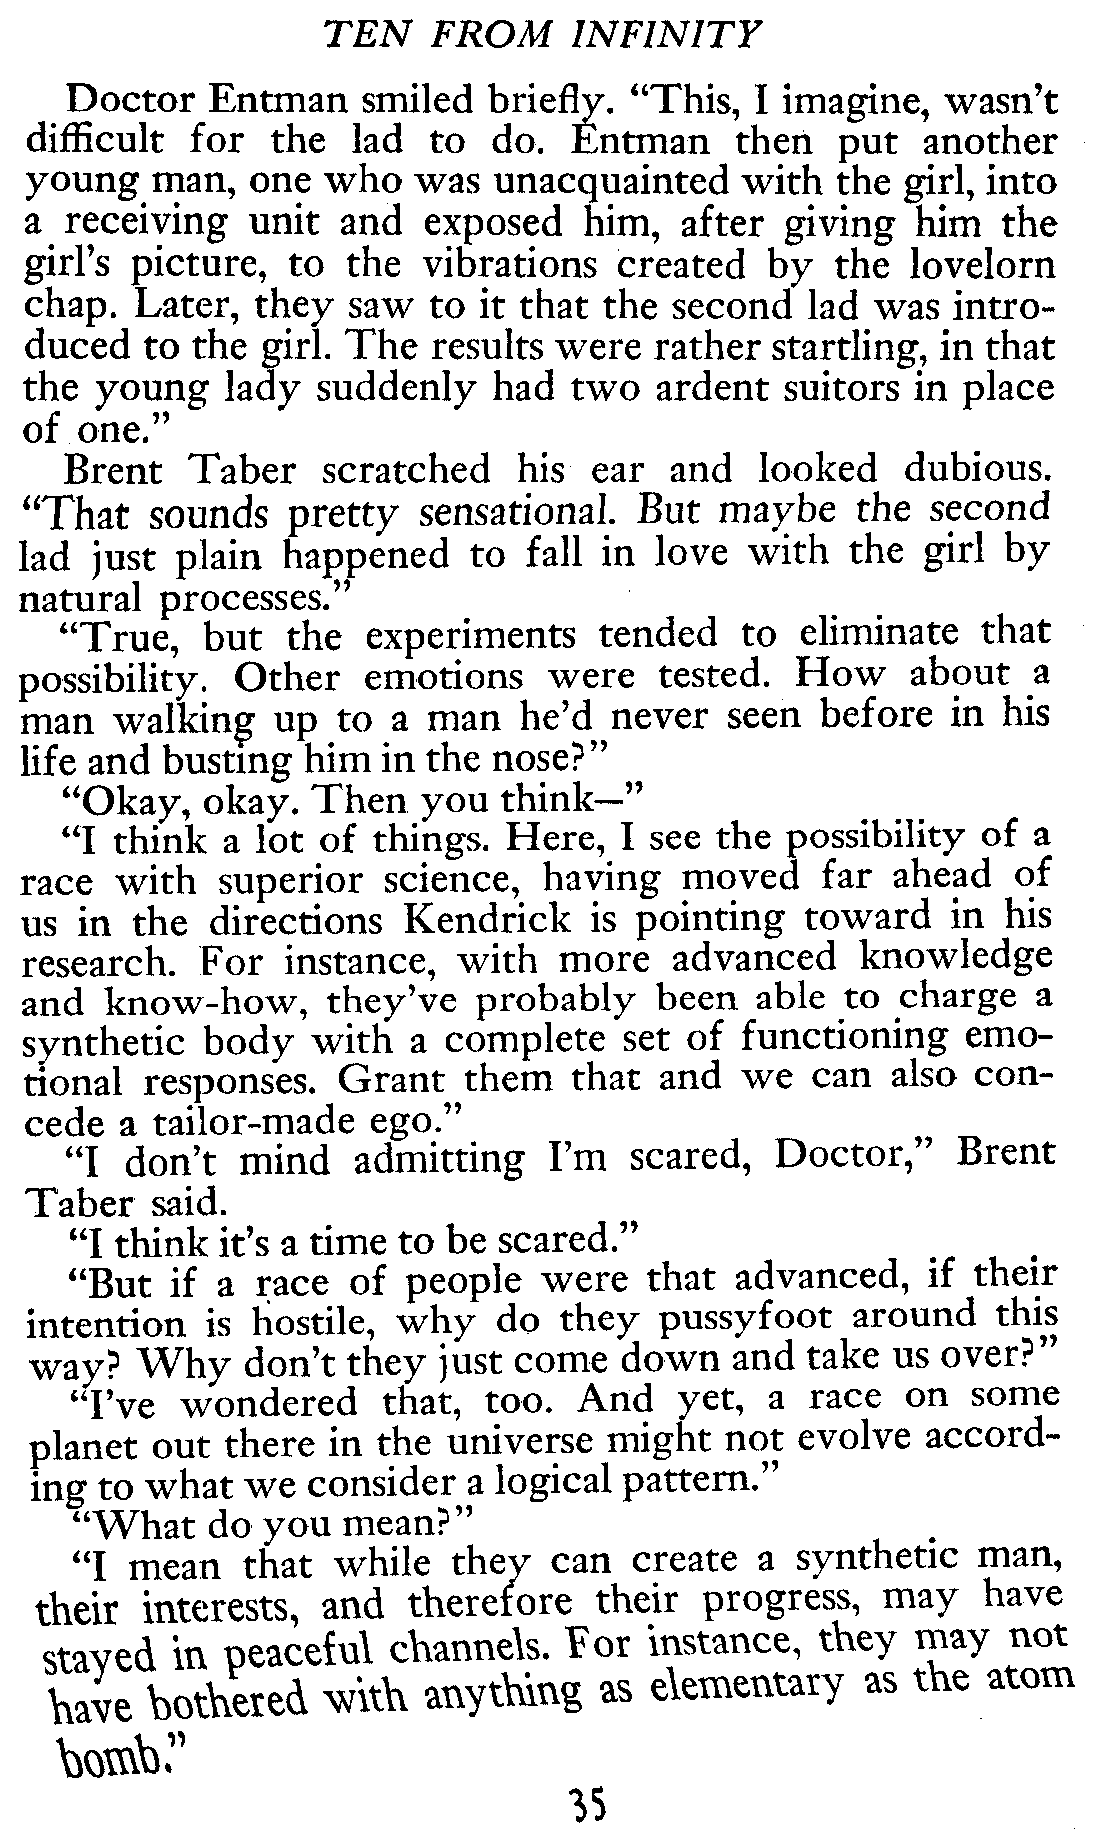 TEN FROM INFINITY
Doctor Entman smiled briefly. “This, I imagine, wasn’t
difficult for the lad to do. Entman then put another
young man, one who was unacquainted with the girl, into
a receiving unit and exposed him, after giving him the
girl’s picture, to the vibrations created by the lovelorn
chap. Later, they saw to it that the second lad was intro-
duced to the girl. The results were rather startling, in that
the young lady suddenly had two ardent suitors in place
of one.”
Brent Taber scratched his ear and looked dubious.
“That sounds pretty sensational. But maybe the second
lad just plain happened to fall in love with the girl by
natural processes.”
“True, but the experiments tended to eliminate that
possibility. Other emotions were tested. How about a
man walking up to a man he’d never seen before in his
life and busting him in the nose?”
“Okay, okay. Then you think—”
“I think a lot of things. Here, I see the possibility of a
race with superior science, having moved far ahead of
us in the directions Kendrick is pointing toward in his
research. For instance, with more advanced knowledge
and know-how, they’ve probably been able to charge a
synthetic body with a complete set of functioning emo-
tional responses. Grant them that and we can also con-
cede a tailor-made ego.”
“I don’t mind admitting I’m scared, Doctor,” Brent
Taber said.
“I think it’s a time to be scared.”
“But if a race of people were that advanced, if their
intention is hostile, why do they pussyfoot around this
way? Why don’t they just come down and take us over?”
“I’ve wondered that, too. And yet, a race on some
planet out there in the universe might not evolve accord-
ing to what we consider a logical pattern.”
“What do you mean?”
“I mean that while they can create a synthetic man,
their interests, and therefore their progress, may have
stayed in peaceful channels. For instance, they may not
have bothered with anything as elementary as the atom
bomb.”
35